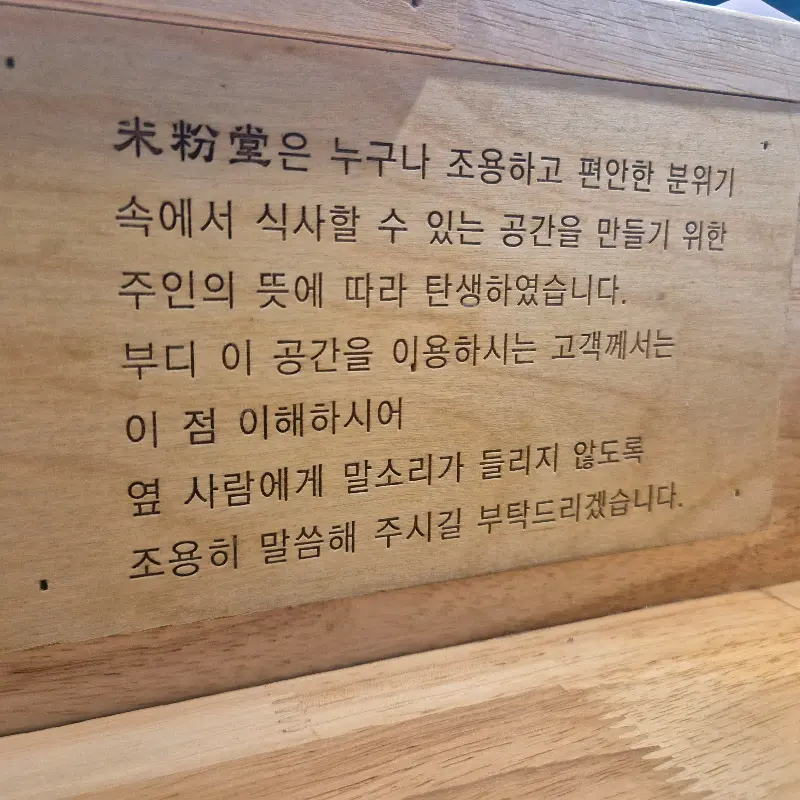 米粉堂은 누구나 조용하고 편안한 분위기
속에서 식사할 수 있는 공간을 만들기 위한
주인의 뜻에 따라 탄생하였습니다.
부디 이 공간을 이용하시는 고객께서는
이 점 이해하시어
옆 사람에게 말소리가 들리지 않도록
조용히 말씀해 주시길 부탁드리겠습니다.